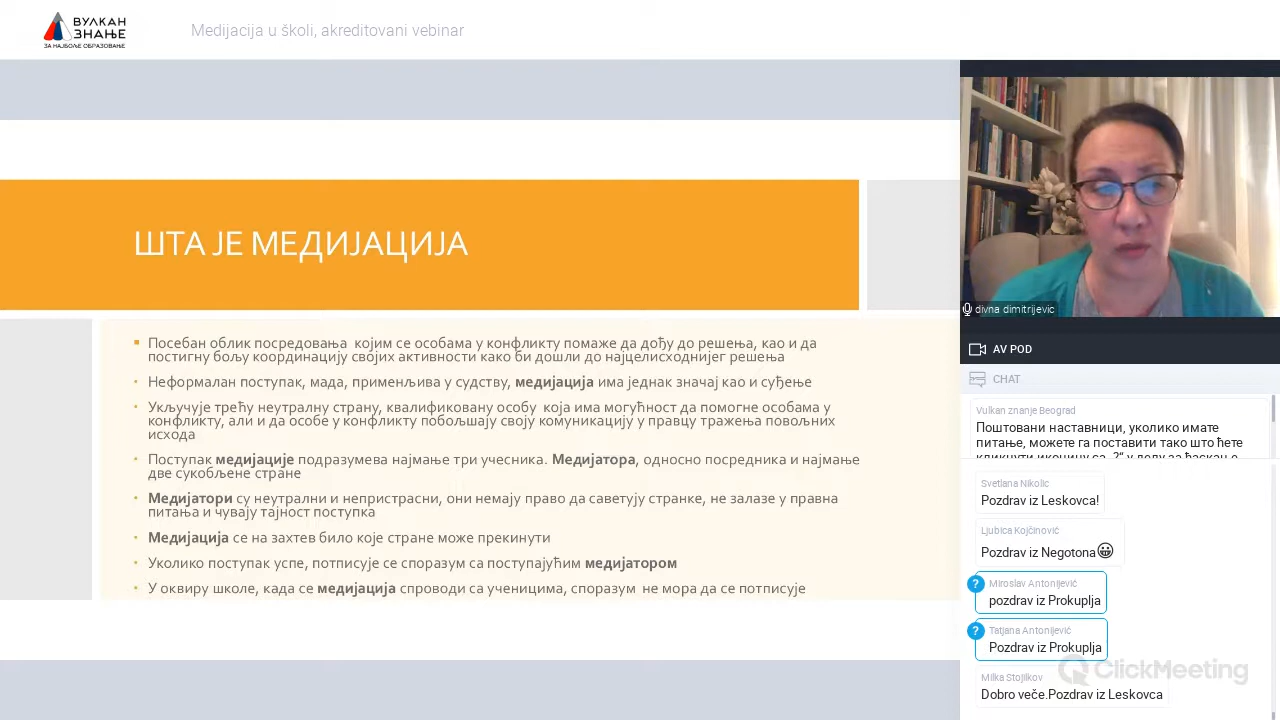 ВУЛКАН
ЗНАЊЕ
ЗА НАЈБОЉЕ ОБРАЗОВАЊЕ
Medijacija u školi, akreditovani vebinar
ШТА ЈЕ МЕДИЈАЦИЈА
Посебан облик посредовања којим се особама у конфликту помаже да дођу до решења, као и да
постигну бољу координацију својих активности како би дошли до најцелисходнијег решења
Неформалан поступак, мада, применљива у судству, медијација има једнак значај као и суђење
Укључује трећу неутралну страну, квалификовану особу која има могућност да помогне особама у
конфликту, али и да особе у конфликту побољшају своју комуникацију у правцу тражења повољних
исхода
Поступак медијације подразумева најмање три учесника. Медијатора, односно посредника и најмање
две сукобљене стране
Медијатори су неутрални и непристрасни, они немају право да саветују странке, не залазе у правна
питања и чувају тајност поступка
Медијација се на захтев било које стране може прекинути
Уколико поступак успе, потписује се споразум са поступајућим медијатором
У оквиру школе, када се медијација спроводи са ученицима, споразум не мора да се потписује
divna dimitrijevic
AV POD
CHAT
Vulkan znanje Beograd
Поштовани наставници, уколико имате
питање, можете га поставити тако што ћете
кликнути иконицу са „?“ у делу за ћаскање
Svetlana Nikolic
Pozdrav iz Leskovca!
Ljubica Kojčinović
Pozdrav iz Negotona😀
?
Miroslav Antonijević
pozdrav iz Prokuplja
?
Tatjana Antonijević
Pozdrav iz Prokuplja
Milka Stojilkov
Dobro veče.Pozdrav iz Leskovca
ClickMeeting